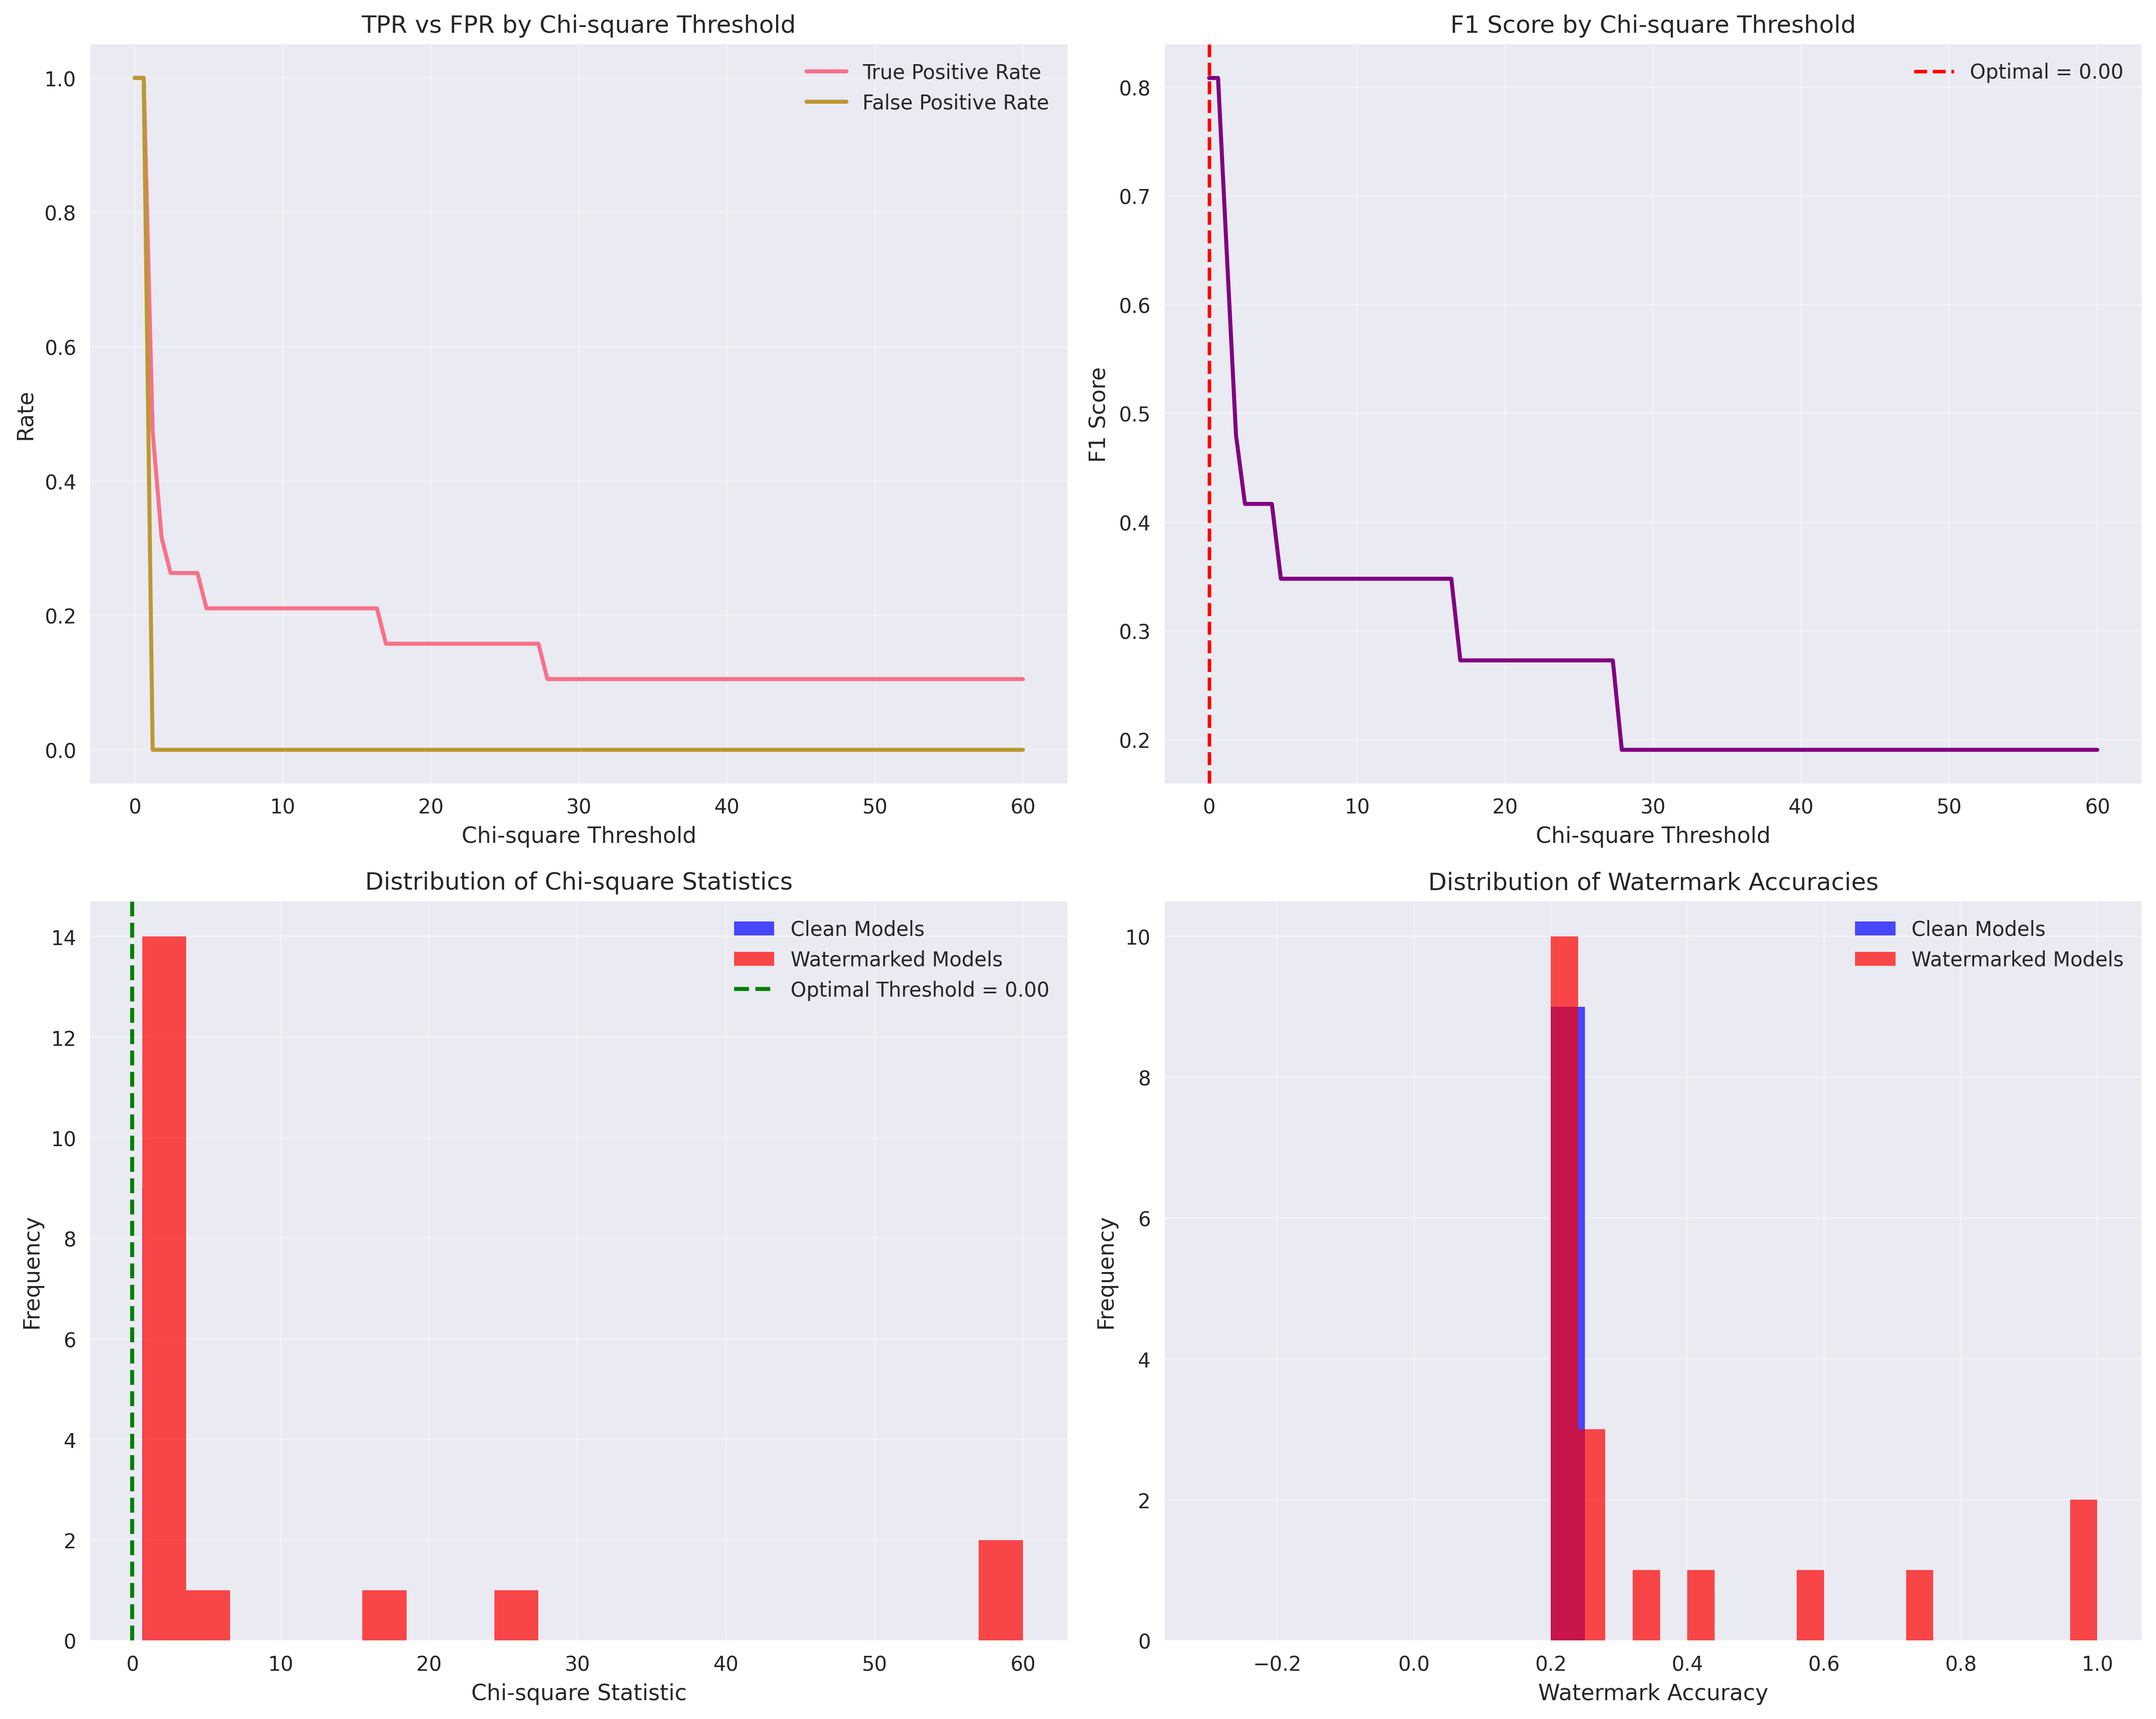 TPR vs FPR by Chi-square Threshold
True Positive Rate
False Positive Rate
1.0
0.8
0.6
0.4
0.2
0.0
Rate
0 10 20 30 40 50 60
Chi-square Threshold
F1 Score by Chi-square Threshold
Optimal = 0.00
0.8
0.7
0.6
0.5
0.4
0.3
0.2
F1 Score
0 10 20 30 40 50 60
Chi-square Threshold
Distribution of Chi-square Statistics
Clean Models
Watermarked Models
Optimal Threshold = 0.00
14
12
10
8
6
4
2
0
Frequency
0 10 20 30 40 50 60
Chi-square Statistic
Distribution of Watermark Accuracies
Clean Models
Watermarked Models
10
8
6
4
2
0
Frequency
−0.2 0.0 0.2 0.4 0.6 0.8 1.0
Watermark Accuracy